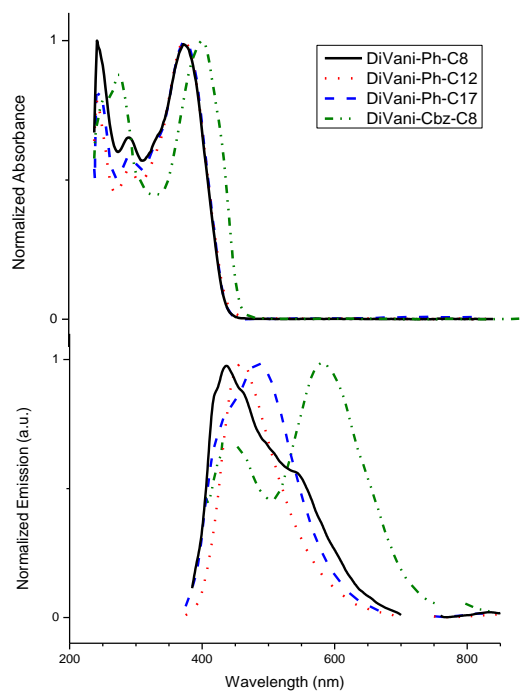 1
DiVani-Ph-C8
DiVani-Ph-C12
DiVani-Ph-C17
DiVani-Cbz-C8
Normalized Absorbance
0
1
Normalized Emission (a.u.)
0
200 400 600 800
Wavelength (nm)